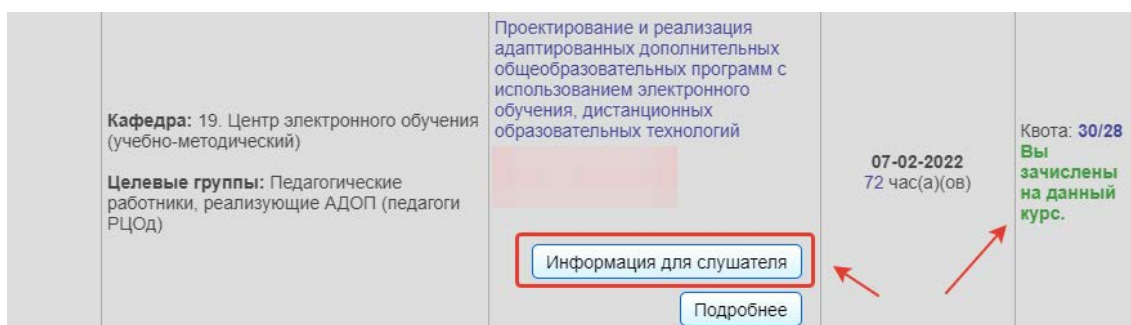 Кафедра: 19. Центр электронного обучения
(учебно-методический)
Целевые группы: Педагогические
работники, реализующие АДОП (педагоги
РЦОд)
Проектирование и реализация
адаптированных дополнительных
общеобразовательных программ с
использованием электронного
обучения, дистанционных
образовательных технологий
Информация для слушателя
Подробнее
07-02-2022
72 час(а)(ов)
Квота: 30/28
Вы
зачислены
на данный
курс.